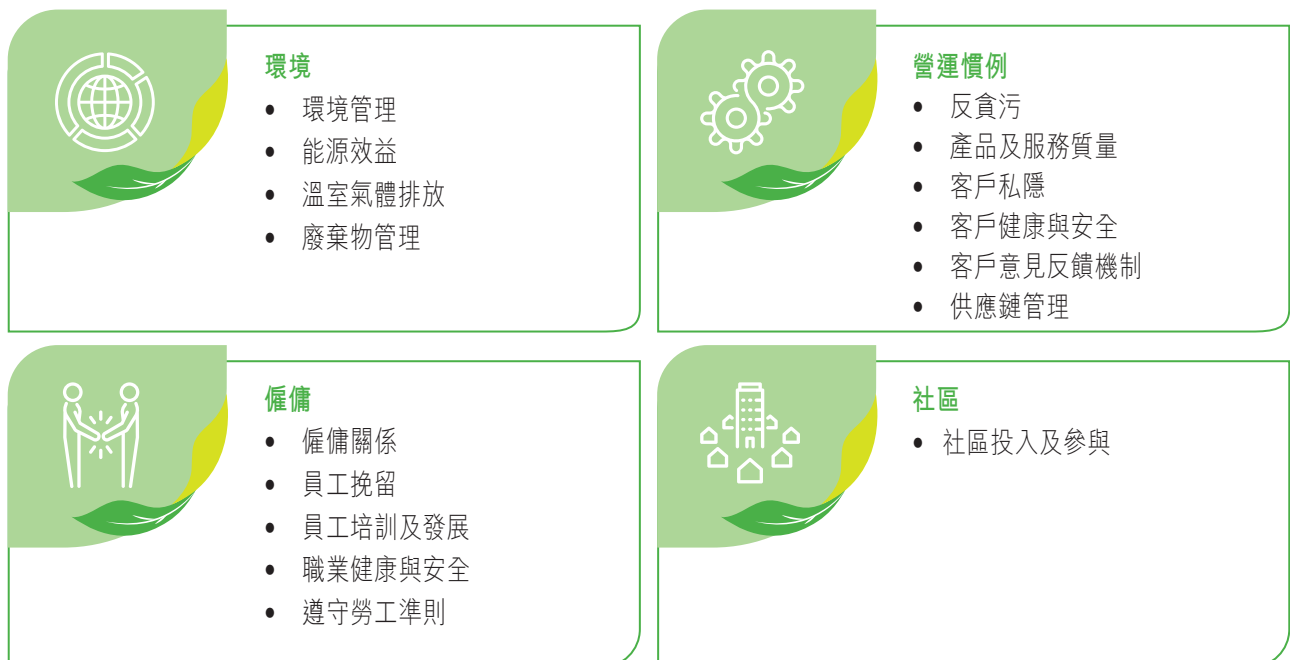 環境
• 環境管理
• 能源效益
• 溫室氣體排放
• 廢棄物管理
營運慣例
• 反貪污
• 產品及服務質量
• 客戶私隱
• 客戶健康與安全
• 客戶意見反饋機制
• 供應鏈管理
僱傭
• 僱傭關係
• 員工挽留
• 員工培訓及發展
• 職業健康與安全
• 遵守勞工準則
社區
• 社區投入及參與